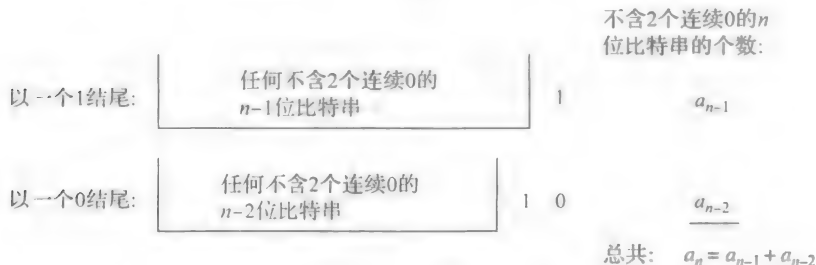 不含2个连续0的n
位比特串的个数:
以一个1结尾:
任何不含2个连续0的
n-1位比特串
1
a_{n-1}
以一个0结尾:
任何不含2个连续0的
n-2位比特串
1 0
a_{n-2}
总共: a_n = a_{n-1} + a_{n-2}